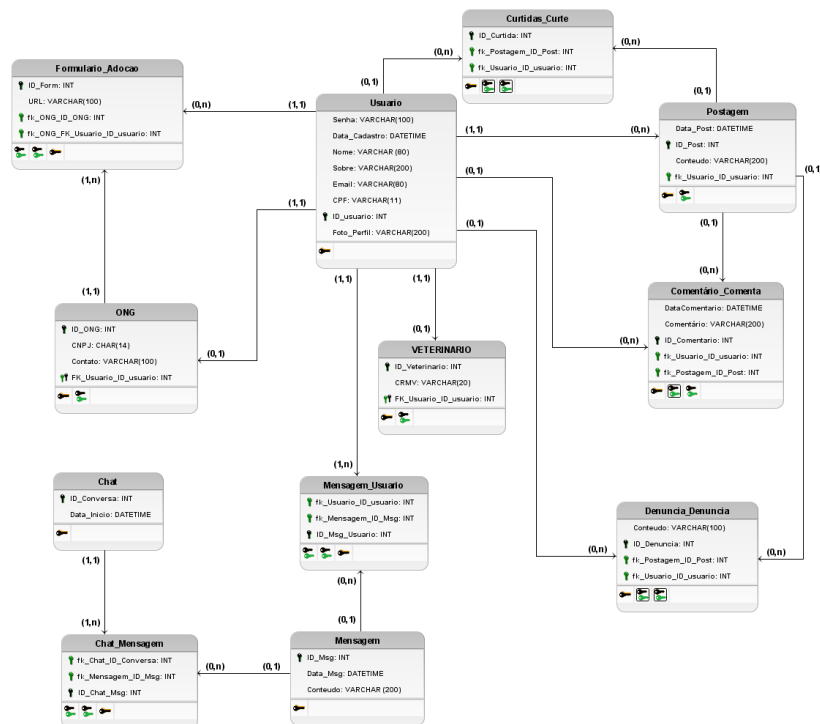 Curtidas_Curte
ID_Curtida: INT
fk_Postagem_ID_Post: INT
fk_Usuario_ID_usuario: INT
(0,n)
(0,n)
(0,1)
(0,1)
Formulario_Adocao
ID_Form: INT
URL: VARCHAR(100)
fk_ONG_ID_ONG: INT
fk_ONG_FK_Usuario_ID_usuario: INT
(0,n)
(1,1)
(1,n)
Usuario
Senha: VARCHAR(100)
Data_Cadastro: DATETIME
Nome: VARCHAR (80)
Sobre: VARCHAR(200)
Email: VARCHAR(80)
CPF: VARCHAR(11)
ID_usuario: INT
Foto_Perfil: VARCHAR(200)
(1,1)
(0,n)
(0,1)
(0,1)
(1,1)
(1,1)
(1,1)
Postagem
Data_Post: DATETIME
ID_Post: INT
Conteudo: VARCHAR(200)
fk_Usuario_ID_usuario: INT
(0,1
(0,1)
(0,n)
Comentário_Comenta
DataComentario: DATETIME
Comentário: VARCHAR(200)
ID_Comentario: INT
fk_Usuario_ID_usuario: INT
fk_Postagem_ID_Post: INT
(0,n)
(1,1)
ONG
ID_ONG: INT
CNPJ: CHAR(14)
Contato: VARCHAR(100)
FK_Usuario_ID_usuario: INT
(0,1)
(0,1)
VETERINARIO
ID_Veterinario: INT
CRMV: VARCHAR(20)
FK_Usuario_ID_usuario: INT
(1,n)
Mensagem_Usuario
fk_Usuario_ID_usuario: INT
fk_Mensagem_ID_Msg: INT
ID_Msg_Usuario: INT
(0,n)
(0,1)
Chat
ID_Conversa: INT
Data_Inicio: DATETIME
(1,1)
(1,n)
Denuncia_Denuncia
Conteudo: VARCHAR(100)
ID_Denuncia: INT
fk_Postagem_ID_Post: INT
fk_Usuario_ID_usuario: INT
(0,n)
(0,n)
Chat_Mensagem
fk_Chat_ID_Conversa: INT
fk_Mensagem_ID_Msg: INT
ID_Chat_Msg: INT
(0,n)
(0,1)
Mensagem
ID_Msg: INT
Data_Msg: DATETIME
Conteudo: VARCHAR (200)